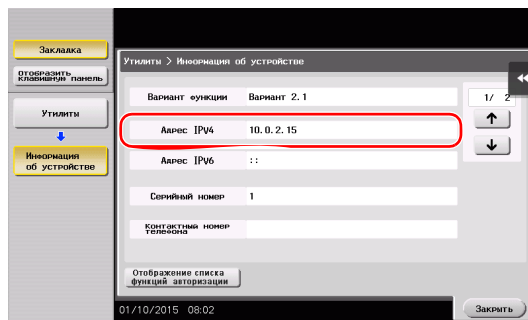 Закладка
Отобразить
клавишную панель
Утилиты
Информация
об устройстве
Утилиты > Информация об устройстве
Вариант функции Вариант 2.1
1/ 2
Адрес IPV4 10.0.2.15
Адрес IPV6 ::
Серийный номер 1
Контактный номер
телефона
Отображение списка
функций авторизации
01/10/2015 08:02
Закрыть